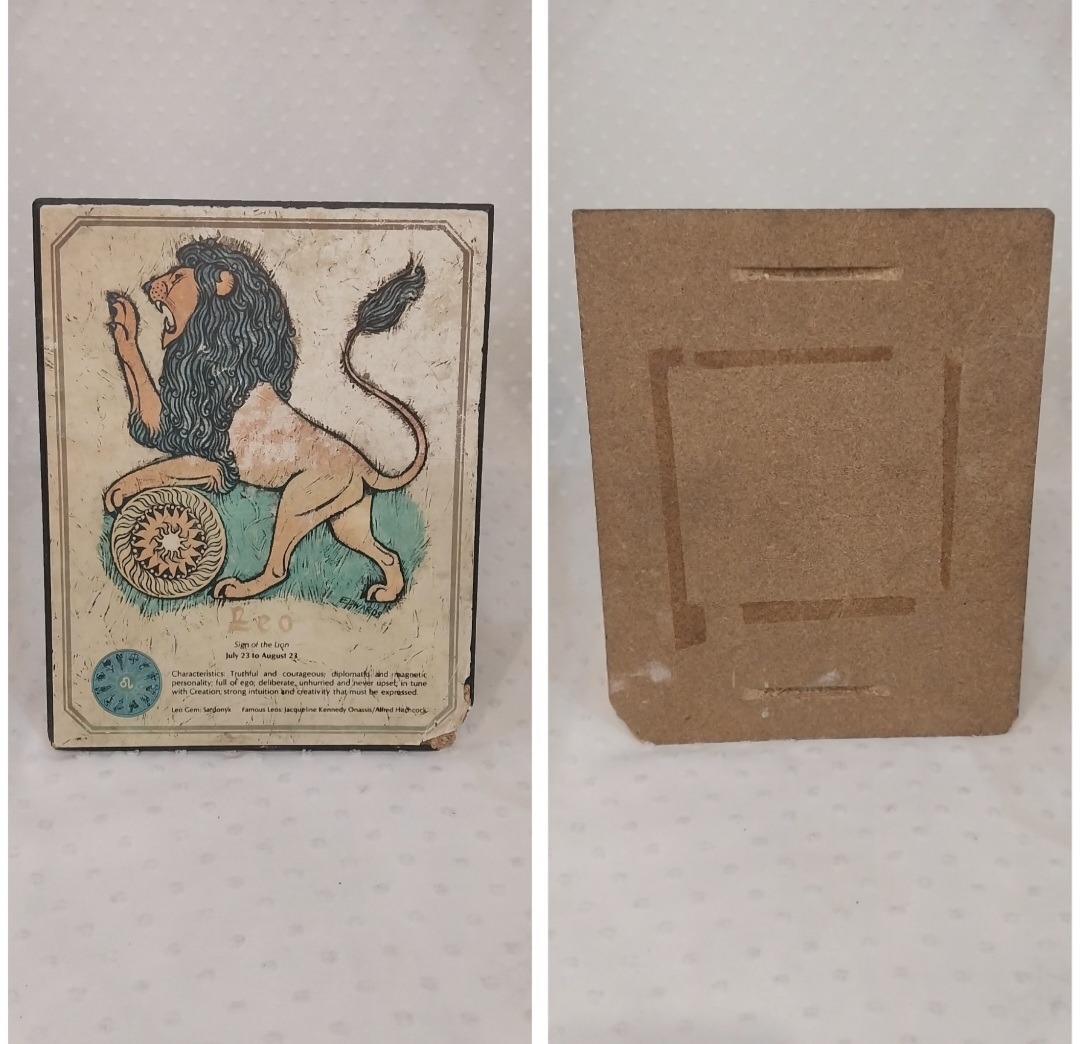 EDWARDS
Leo
Sign of the Lion
July 23 to August 23
Characteristics: Truthful and courageous; diplomatic and magnetic
personality; full of ego; deliberate, unhurried and never upset; in tune
with Creation; strong intuition and creativity that must be expressed.
Leo Gem: Sardonyk Famous Leos: Jacqueline Kennedy Onassis/Alfred Hitchcock